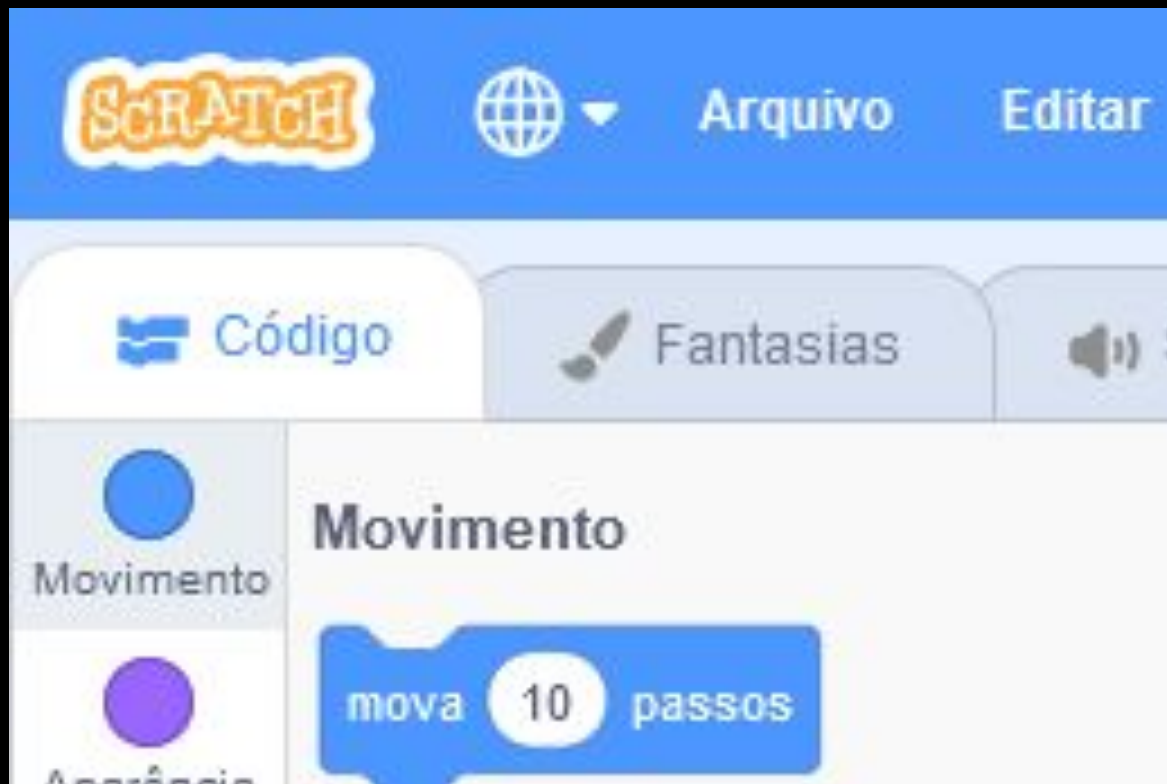 SCRATCH
Arquivo Editar
Código Fantasias
Movimento
Movimento
mova 10 passos